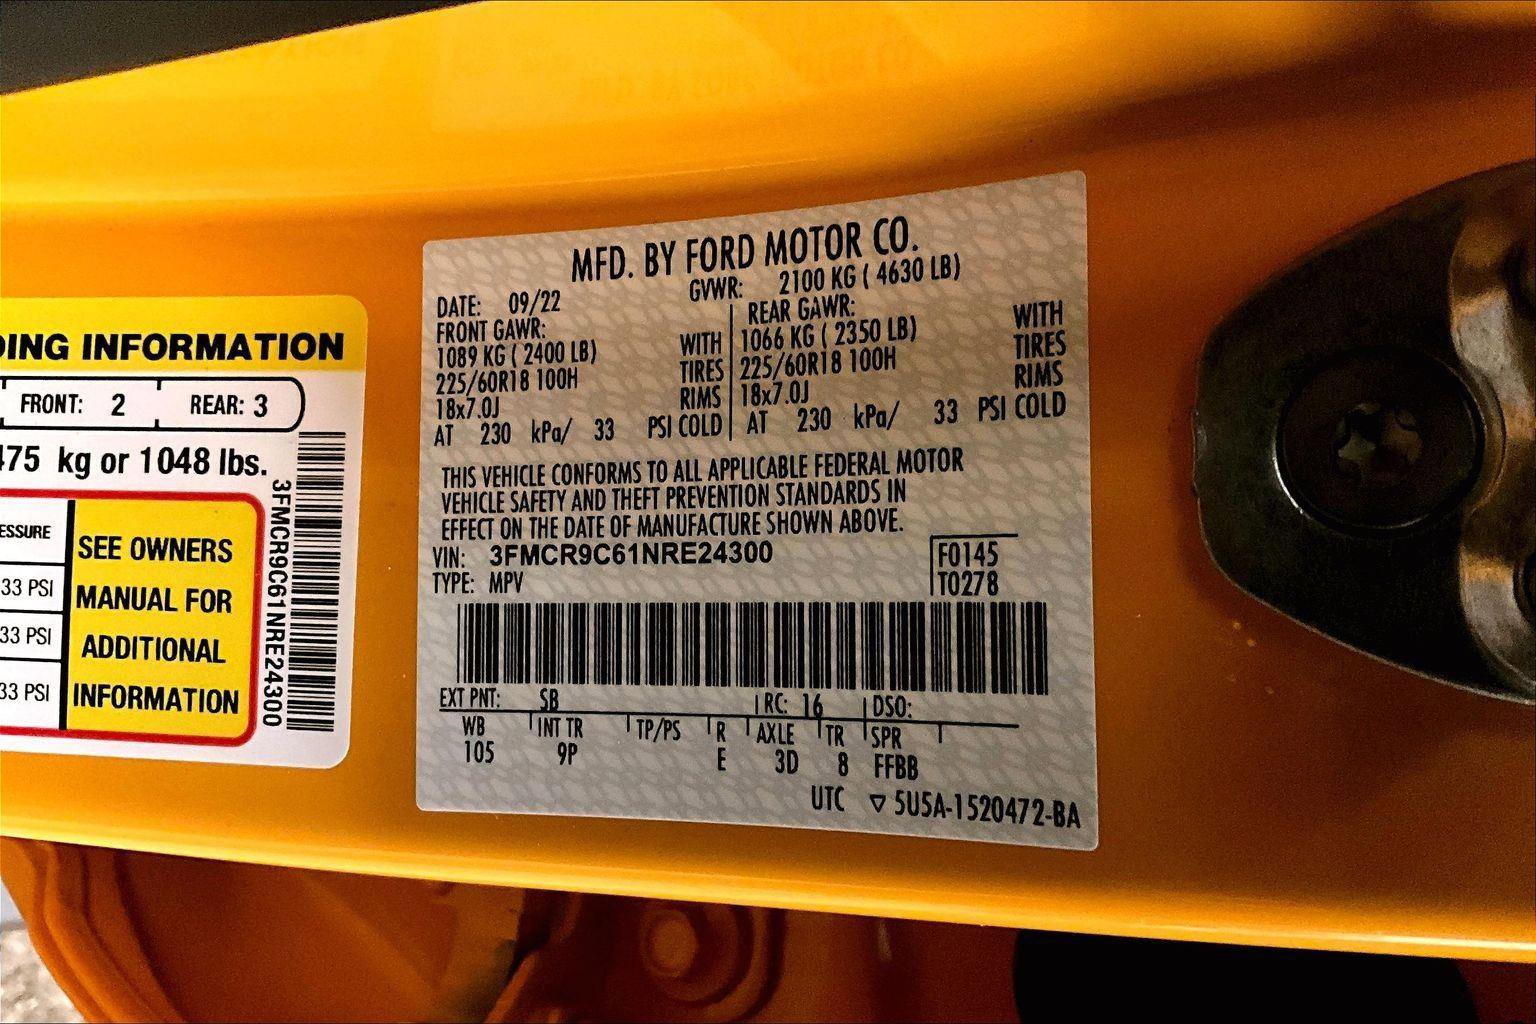 DING INFORMATION
FRONT: 2 REAR: 3
475 kg or 1048 lbs.
ESSURE
33 PSI
33 PSI
33 PSI
SEE OWNERS
MANUAL FOR
ADDITIONAL
INFORMATION
3FMCR9C61NRE24300
MFD. BY FORD MOTOR CO.
DATE: 09/22 GVWR: 2100 KG ( 4630 LB)
FRONT GAWR: REAR GAWR:
1089 KG ( 2400 LB) WITH 1066 KG ( 2350 LB) WITH
225/60R18 100H TIRES 225/60R18 100H TIRES
18x7.0J RIMS 18x7.0J RIMS
AT 230 kPa/ 33 PSI COLD AT 230 kPa/ 33 PSI COLD
THIS VEHICLE CONFORMS TO ALL APPLICABLE FEDERAL MOTOR
VEHICLE SAFETY AND THEFT PREVENTION STANDARDS IN
EFFECT ON THE DATE OF MANUFACTURE SHOWN ABOVE.
VIN: 3FMCR9C61NRE24300 F0145
TYPE: MPV T0278
EXT PNT: SB RC: 16 DSO:
WB INT TR TP/PS R AXLE TR SPR
105 9P E 3D 8 FFBB
UTC ▽ 5U5A-1520472-BA